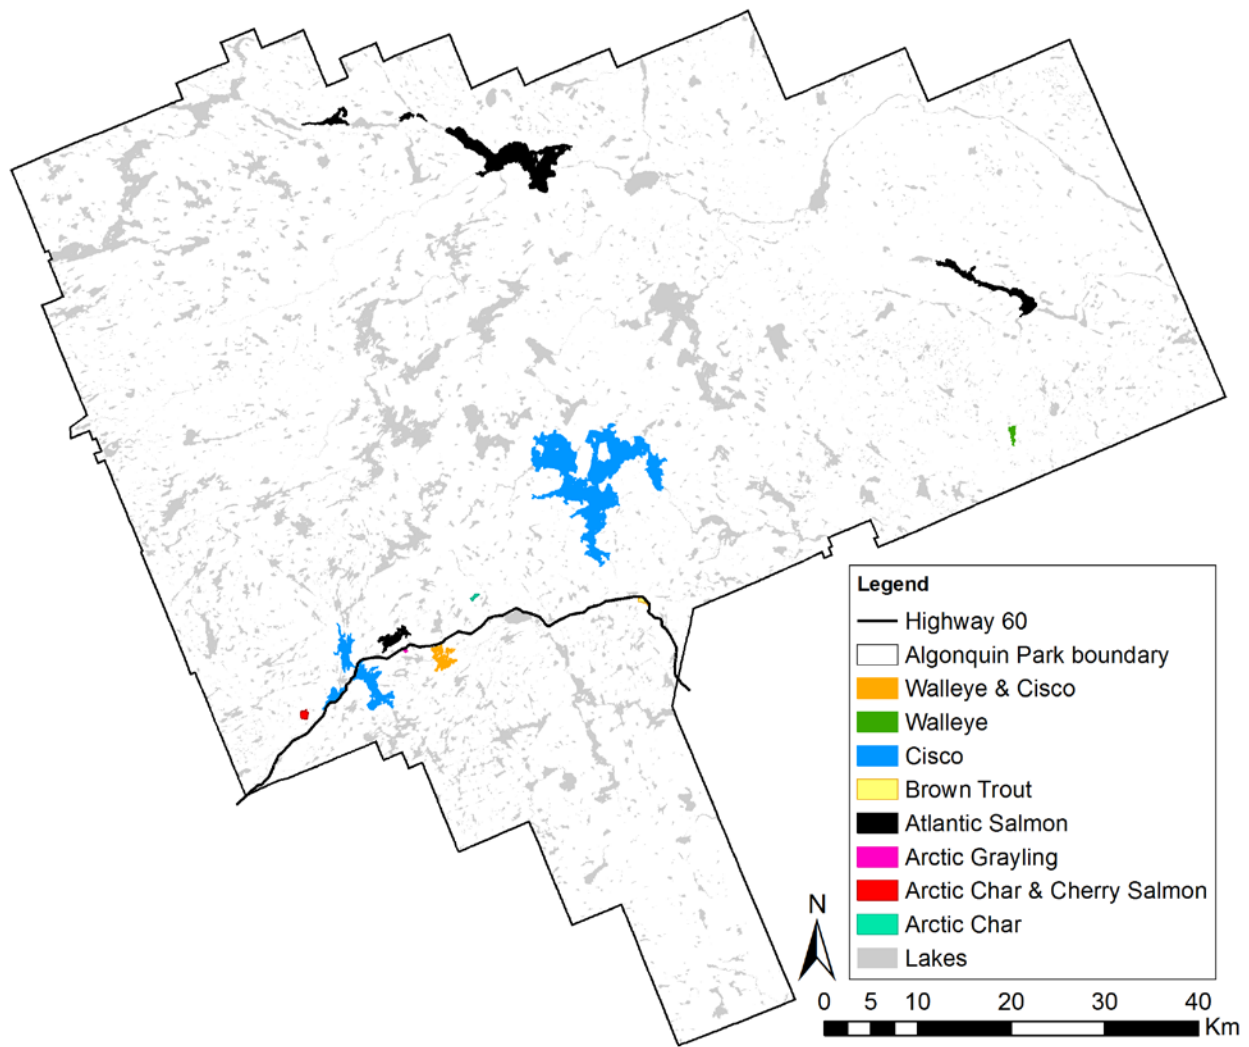 Legend
Highway 60
Algonquin Park boundary
Walleye & Cisco
Walleye
Cisco
Brown Trout
Atlantic Salmon
Arctic Grayling
Arctic Char & Cherry Salmon
Arctic Char
Lakes
N
0 5 10 20 30 40
Km